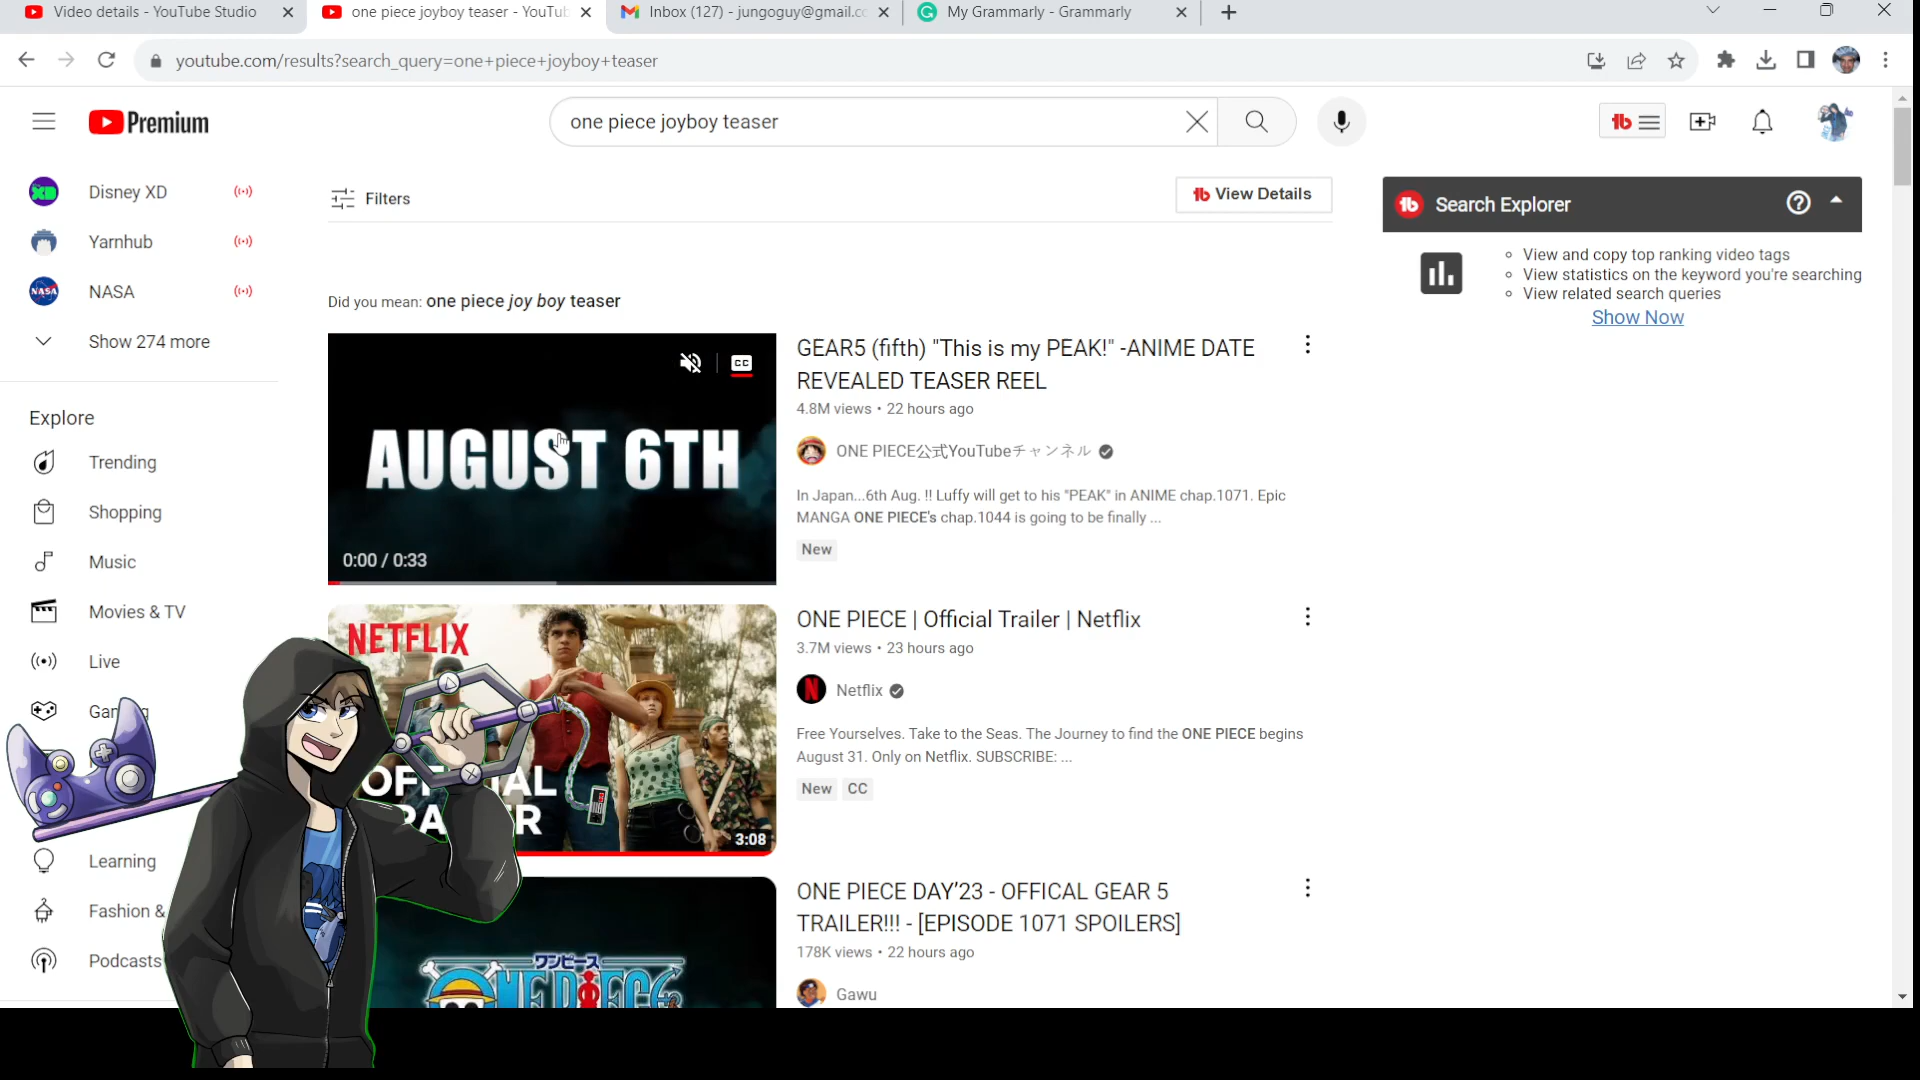 Video details - YouTube Studio
one piece joyboy teaser - YouTub
Inbox (127) - jungoguy@gmail.cc
My Grammarly - Grammarly
youtube.com/results?search_query=one+piece+joyboy+teaser
Premium
one piece joyboy teaser
Disney XD
Yarnhub
NASA
Show 274 more
Explore
Trending
Shopping
Music
Movies & TV
Live
Learning
Fashion &
Podcasts
Filters
View Details
Did you mean: one piece joy boy teaser
CC
AUGUST 6TH
0:00 / 0:33
GEAR5 (fifth) "This is my PEAK!" -ANIME DATE
REVEALED TEASER REEL
4.8M views • 22 hours ago
ONE PIECE公式YouTubeチャンネル
In Japan...6th Aug. !! Luffy will get to his "PEAK" in ANIME chap.1071. Epic
MANGA ONE PIECE's chap.1044 is going to be finally ...
New
NETFLIX
3:08
ONE PIECE | Official Trailer | Netflix
3.7M views • 23 hours ago
Netflix
Free Yourselves. Take to the Seas. The Journey to find the ONE PIECE begins
August 31. Only on Netflix. SUBSCRIBE: ...
New CC
ワンピース
ONE PIECE
ONE PIECE DAY'23 - OFFICAL GEAR 5
TRAILER!!! - [EPISODE 1071 SPOILERS]
178K views • 22 hours ago
Gawu
Search Explorer
View and copy top ranking video tags
View statistics on the keyword you're searching
View related search queries
Show Now